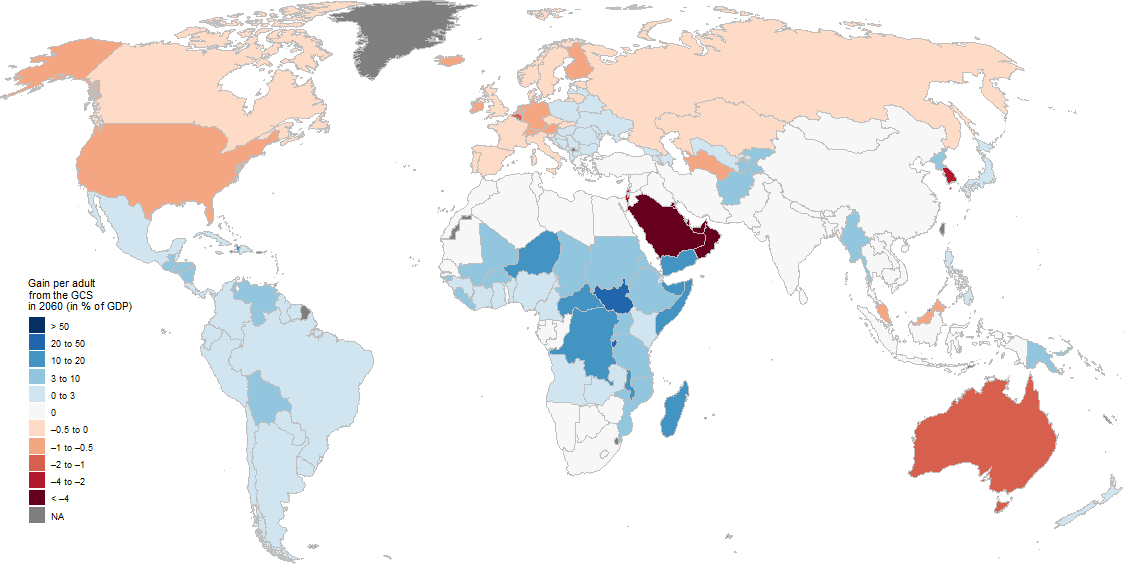 Gain per adult
from the GCS
in 2060 (in % of GDP)
> 50
20 to 50
10 to 20
3 to 10
0 to 3
0
–0.5 to 0
–1 to –0.5
–2 to –1
–4 to –2
< –4
NA